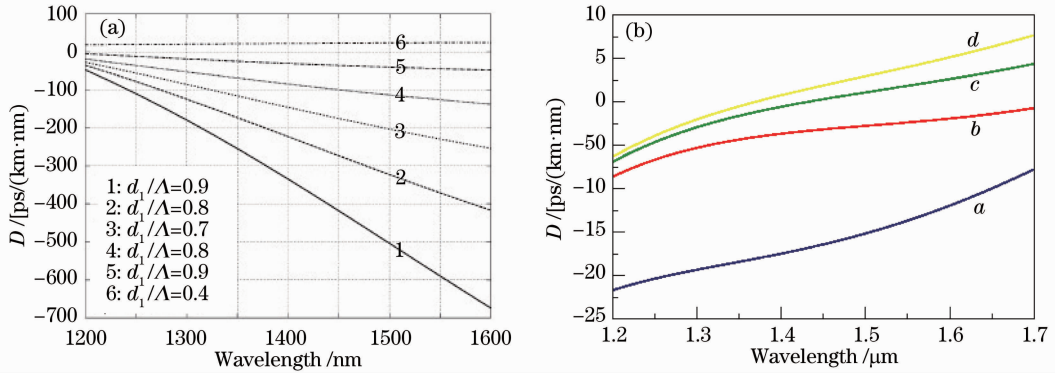 (a)
100
0
-100
-200
-300
-400
-500
-600
-700
D /[ps/(km·nm)]
6
5
4
3
2
1
1: d₁/Λ=0.9
2: d₁/Λ=0.8
3: d₁/Λ=0.7
4: d₁/Λ=0.8
5: d₁/Λ=0.9
6: d₁/Λ=0.4
1200 1300 1400 1500 1600
Wavelength /nm
(b)
10
5
0
-50
-10
-15
-20
-25
D /[ps/(km·nm)]
d
c
b
a
1.2 1.3 1.4 1.5 1.6 1.7
Wavelength /μm